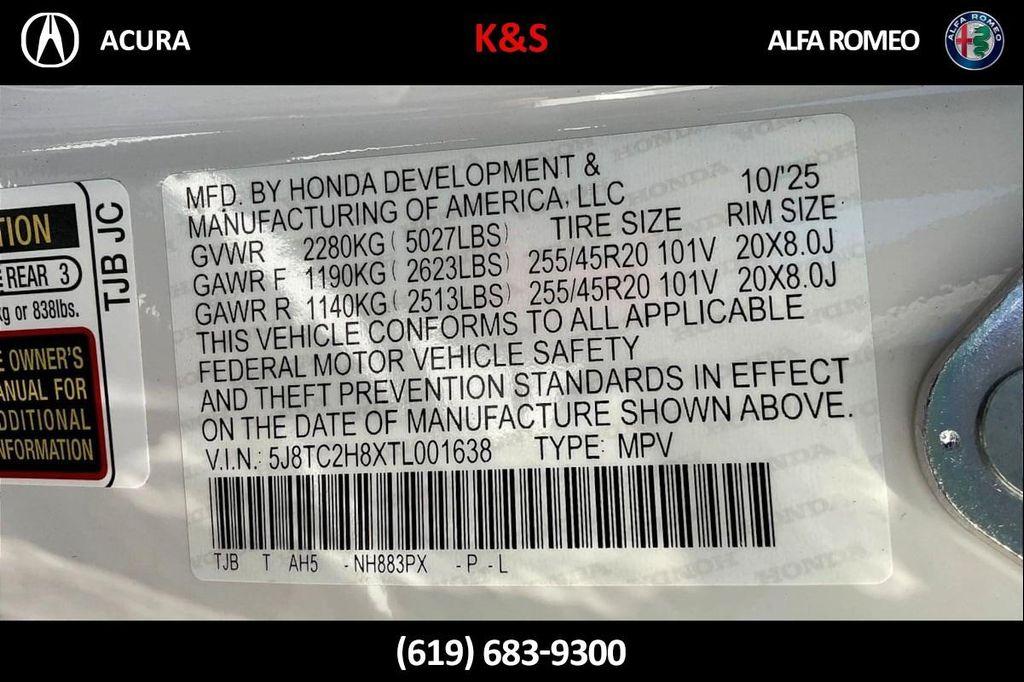 ACURA
K&S
ALFA ROMEO
ALFA ROMEO
TION
REAR 3
kg or 838lbs.
OWNER'S
ANUAL FOR
DDITIONAL
NFORMATION
TJB JC
MFD. BY HONDA DEVELOPMENT &
MANUFACTURING OF AMERICA, LLC 10/'25
GVWR 2280KG ( 5027LBS) TIRE SIZE RIM SIZE
GAWR F 1190KG ( 2623LBS) 255/45R20 101V 20X8.0J
GAWR R 1140KG ( 2513LBS) 255/45R20 101V 20X8.0J
THIS VEHICLE CONFORMS TO ALL APPLICABLE
FEDERAL MOTOR VEHICLE SAFETY
AND THEFT PREVENTION STANDARDS IN EFFECT
ON THE DATE OF MANUFACTURE SHOWN ABOVE.
V.I.N.: 5J8TC2H8XTL001638 TYPE: MPV
TJB T AH5 -NH883PX -P -L
(619) 683-9300